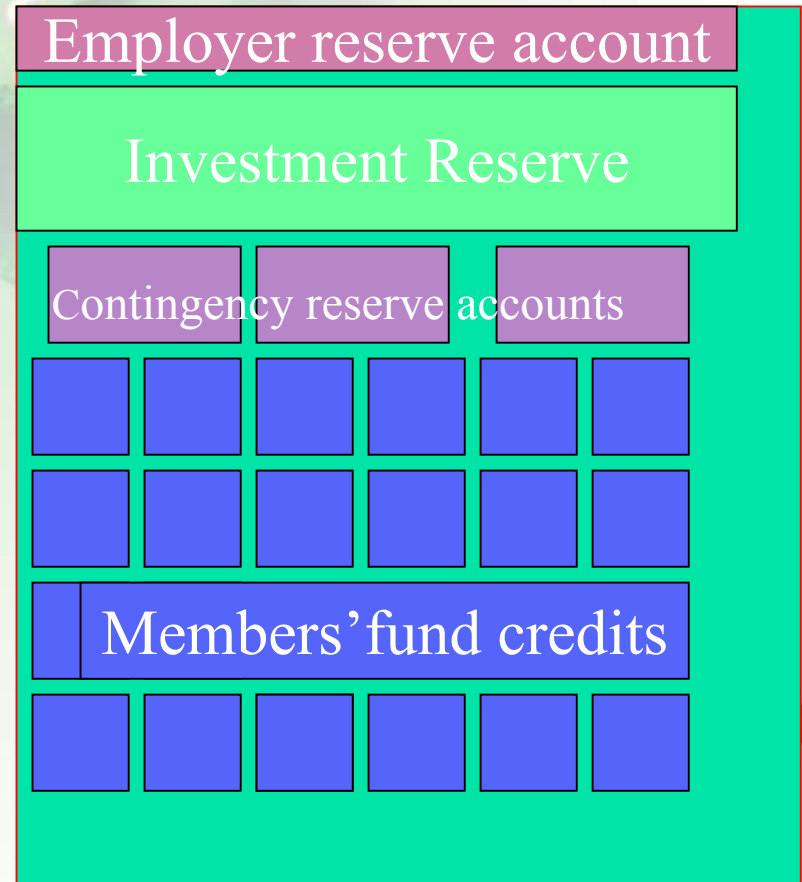 Employer reserve account
Investment Reserve
Contingency reserve accounts
Members’fund credits